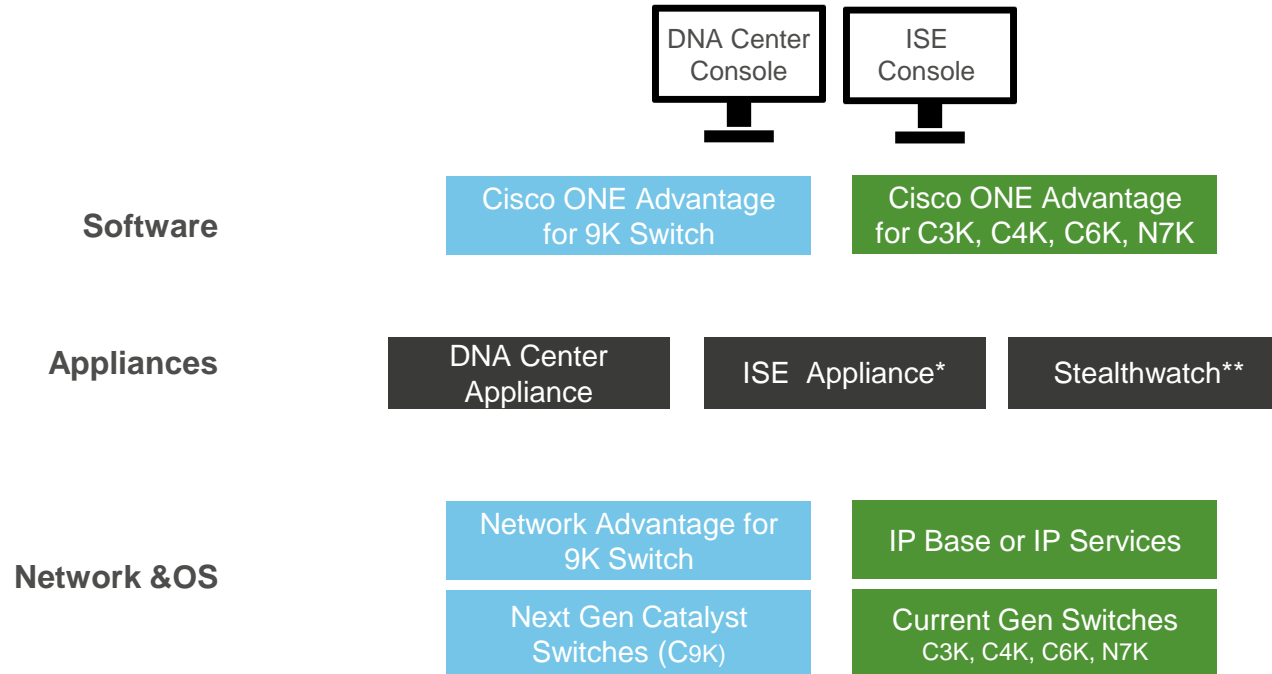 DNA Center
Console
ISE
Console
Software
Cisco ONE Advantage
for 9K Switch
Cisco ONE Advantage
for C3K, C4K, C6K, N7K
Appliances
DNA Center
Appliance
ISE Appliance*
Stealthwatch**
Network &OS
Network Advantage for
9K Switch
IP Base or IP Services
Next Gen Catalyst
Switches (C9K)
Current Gen Switches
C3K, C4K, C6K, N7K